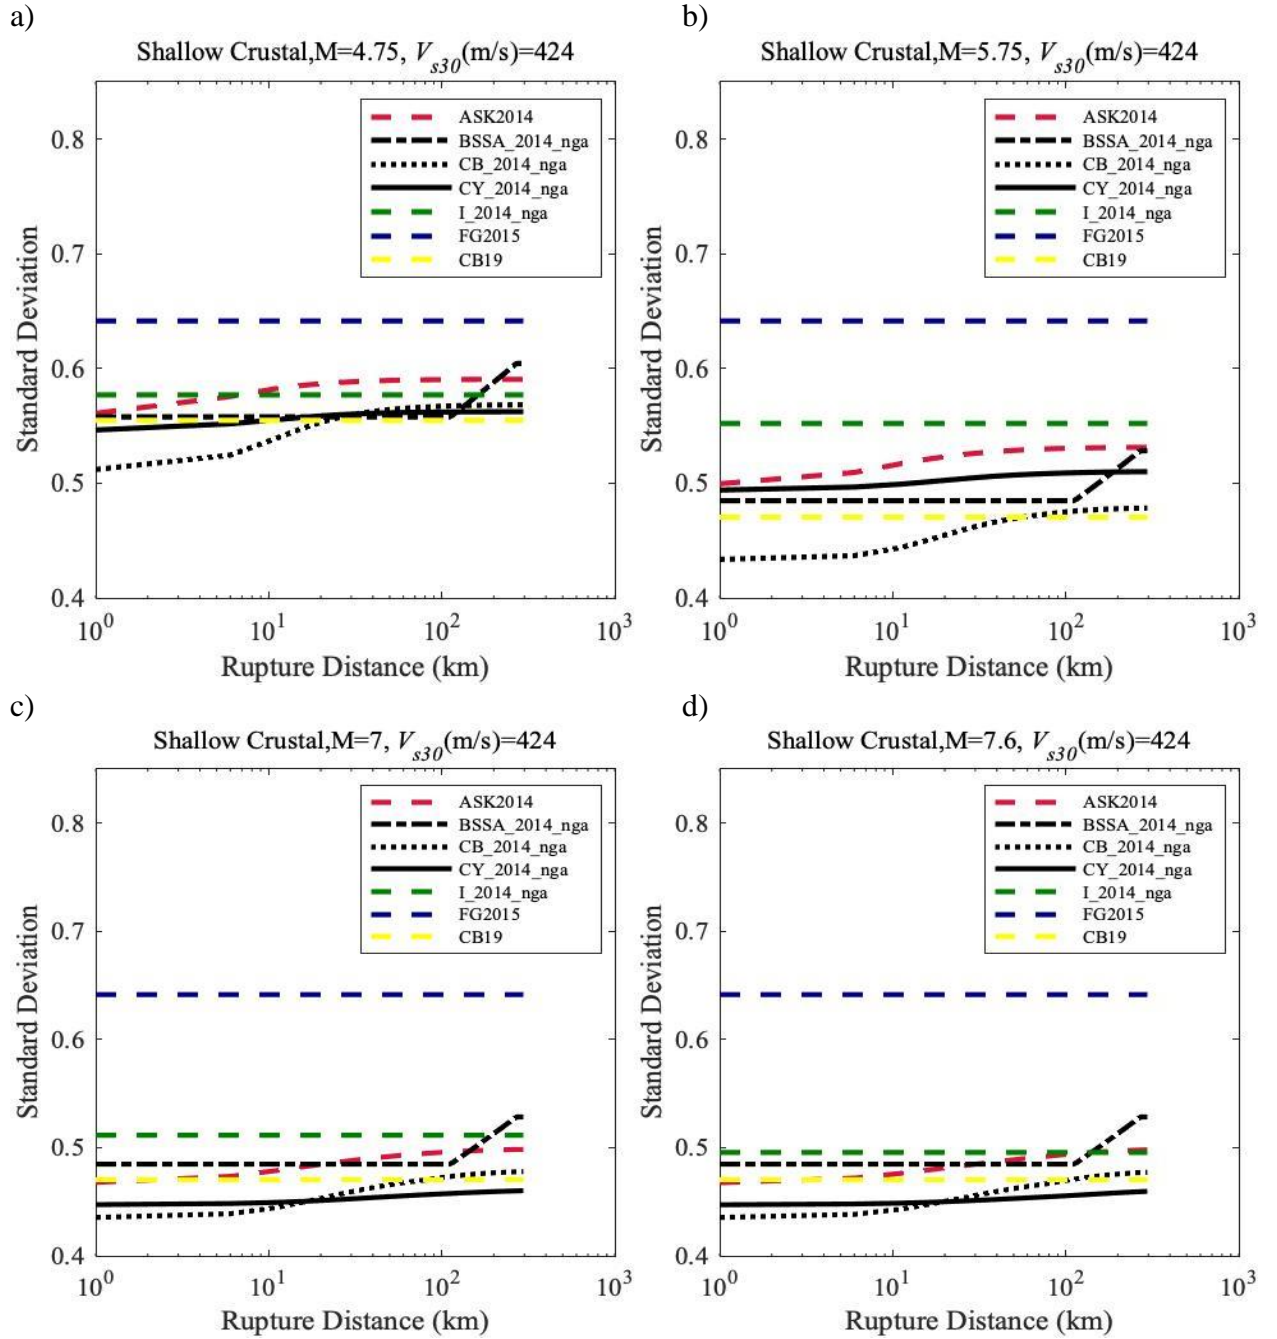 a)
Shallow Crustal,M=4.75, Vs30(m/s)=424
ASK2014
BSSA_2014_nga
CB_2014_nga
CY_2014_nga
I_2014_nga
FG2015
CB19
0.8
0.7
0.6
0.5
0.4
Standard Deviation
10^0
10^1
10^2
10^3
Rupture Distance (km)
b)
Shallow Crustal,M=5.75, Vs30(m/s)=424
ASK2014
BSSA_2014_nga
CB_2014_nga
CY_2014_nga
I_2014_nga
FG2015
CB19
0.8
0.7
0.6
0.5
0.4
Standard Deviation
10^0
10^1
10^2
10^3
Rupture Distance (km)
c)
Shallow Crustal,M=7, Vs30(m/s)=424
ASK2014
BSSA_2014_nga
CB_2014_nga
CY_2014_nga
I_2014_nga
FG2015
CB19
0.8
0.7
0.6
0.5
0.4
Standard Deviation
10^0
10^1
10^2
10^3
Rupture Distance (km)
d)
Shallow Crustal,M=7.6, Vs30(m/s)=424
ASK2014
BSSA_2014_nga
CB_2014_nga
CY_2014_nga
I_2014_nga
FG2015
CB19
0.8
0.7
0.6
0.5
0.4
Standard Deviation
10^0
10^1
10^2
10^3
Rupture Distance (km)